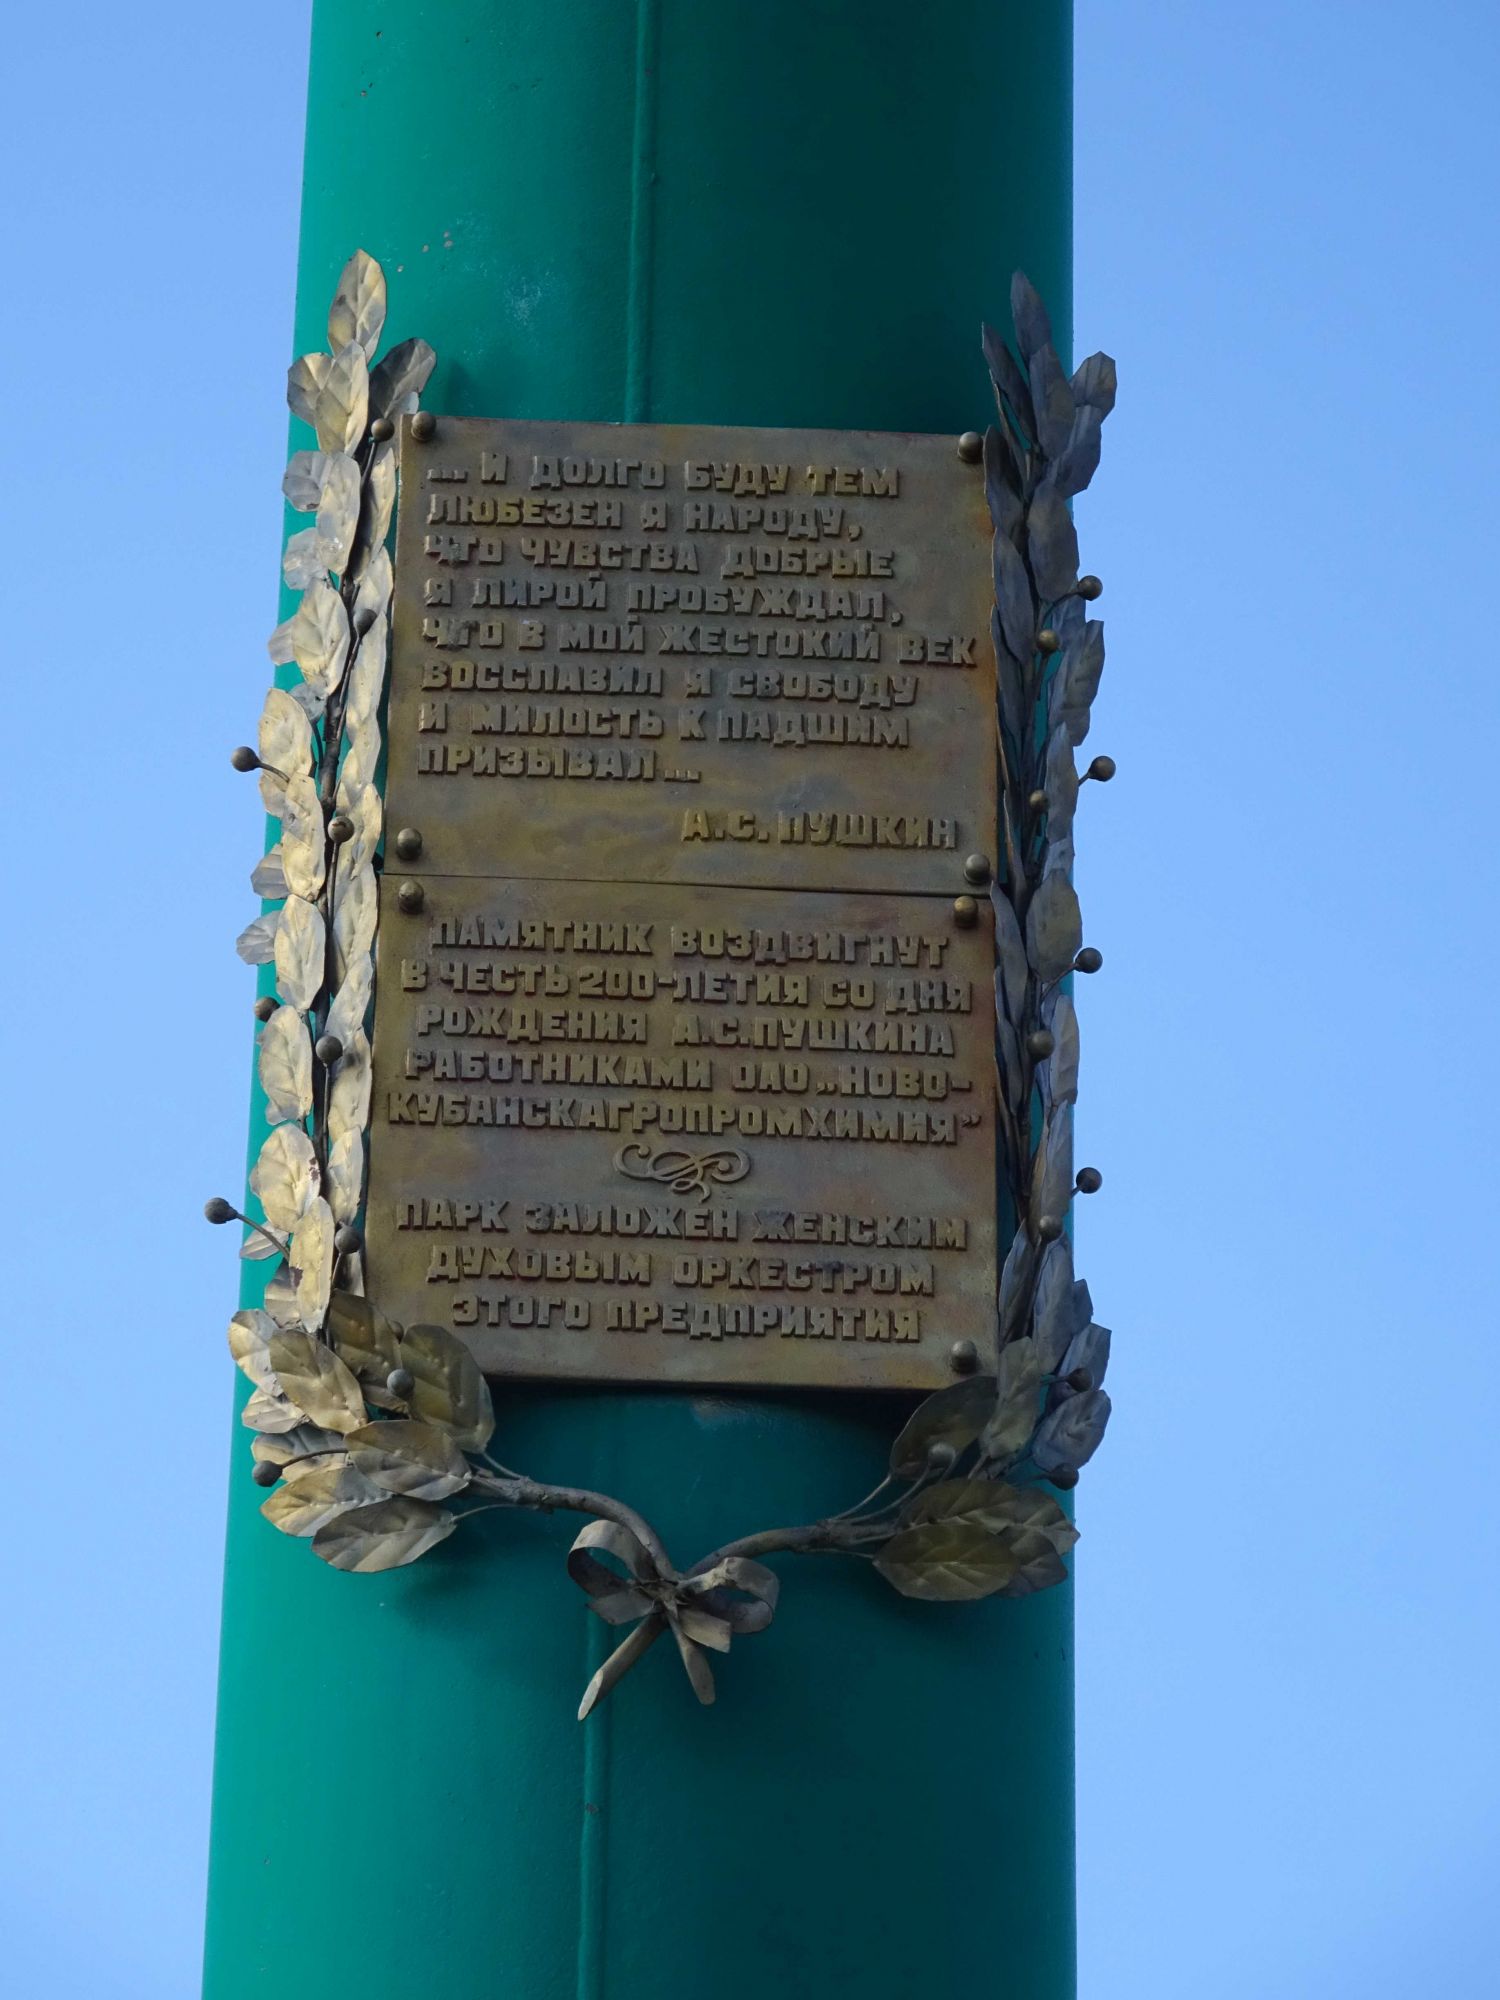 ... И ДОЛГО БУДУ ТЕМ
ЛЮБЕЗЕН Я НАРОДУ,
ЧТО ЧУВСТВА ДОБРЫЕ
Я ЛИРОЙ ПРОБУЖДАЛ,
ЧТО В МОЙ ЖЕСТОКИЙ ВЕК
ВОССЛАВИЛ Я СВОБОДУ
И МИЛОСТЬ К ПАДШИМ
ПРИЗЫВАЛ...
А.С. ПУШКИН
ПАМЯТНИК ВОЗДВИГНУТ
В ЧЕСТЬ 200-ЛЕТИЯ СО ДНЯ
РОЖДЕНИЯ А.С.ПУШКИНА
РАБОТНИКАМИ ОАО „НОВО-
КУБАНСКАГРОПРОМХИМИЯ”
ПАРК ЗАЛОЖЕН ЖЕНСКИМ
ДУХОВЫМ ОРКЕСТРОМ
ЭТОГО ПРЕДПРИЯТИЯ